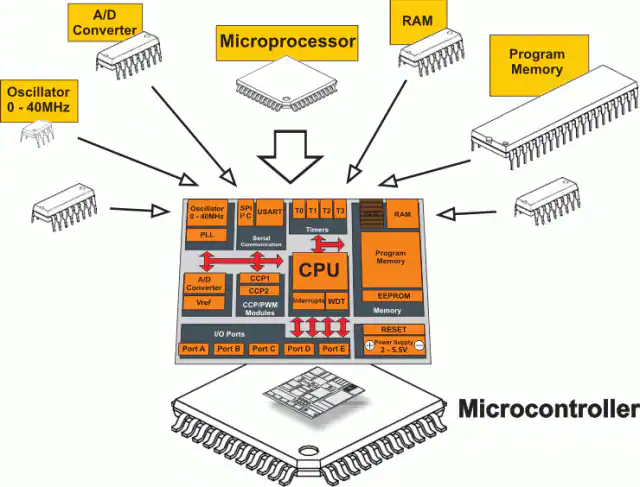 A/D
Converter
Microprocessor
RAM
Program
Memory
Oscillator
0 - 40MHz
Oscillator
0 - 40MHz
PLL
SPI
I²C
USART
Serial
Communication
T0 T1 T2 T3
Timers
RAM
Program
Memory
EEPROM
Memory
A/D
Converter
Vref
CCP1
CCP2
CCP/PWM
Modules
CPU
Interrupts
WDT
I/O Ports
Port A Port B Port C Port D Port E
RESET
Power Supply
2 - 5.5V
Microcontroller